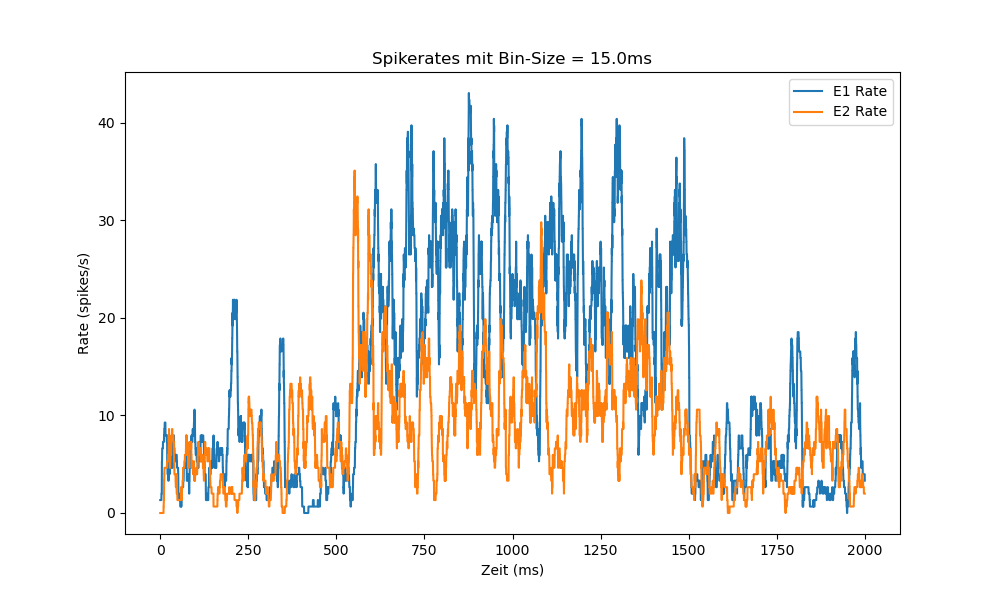 Spikerates mit Bin-Size = 15.0ms
E1 Rate
E2 Rate
Rate (spikes/s)
40
30
20
10
0
0 250 500 750 1000 1250 1500 1750 2000
Zeit (ms)